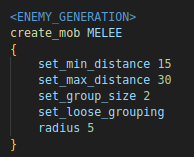 <ENEMY_GENERATION>
create_mob MELEE
{
set_min_distance 15
set_max_distance 30
set_group_size 2
set_loose_grouping
radius 5
}